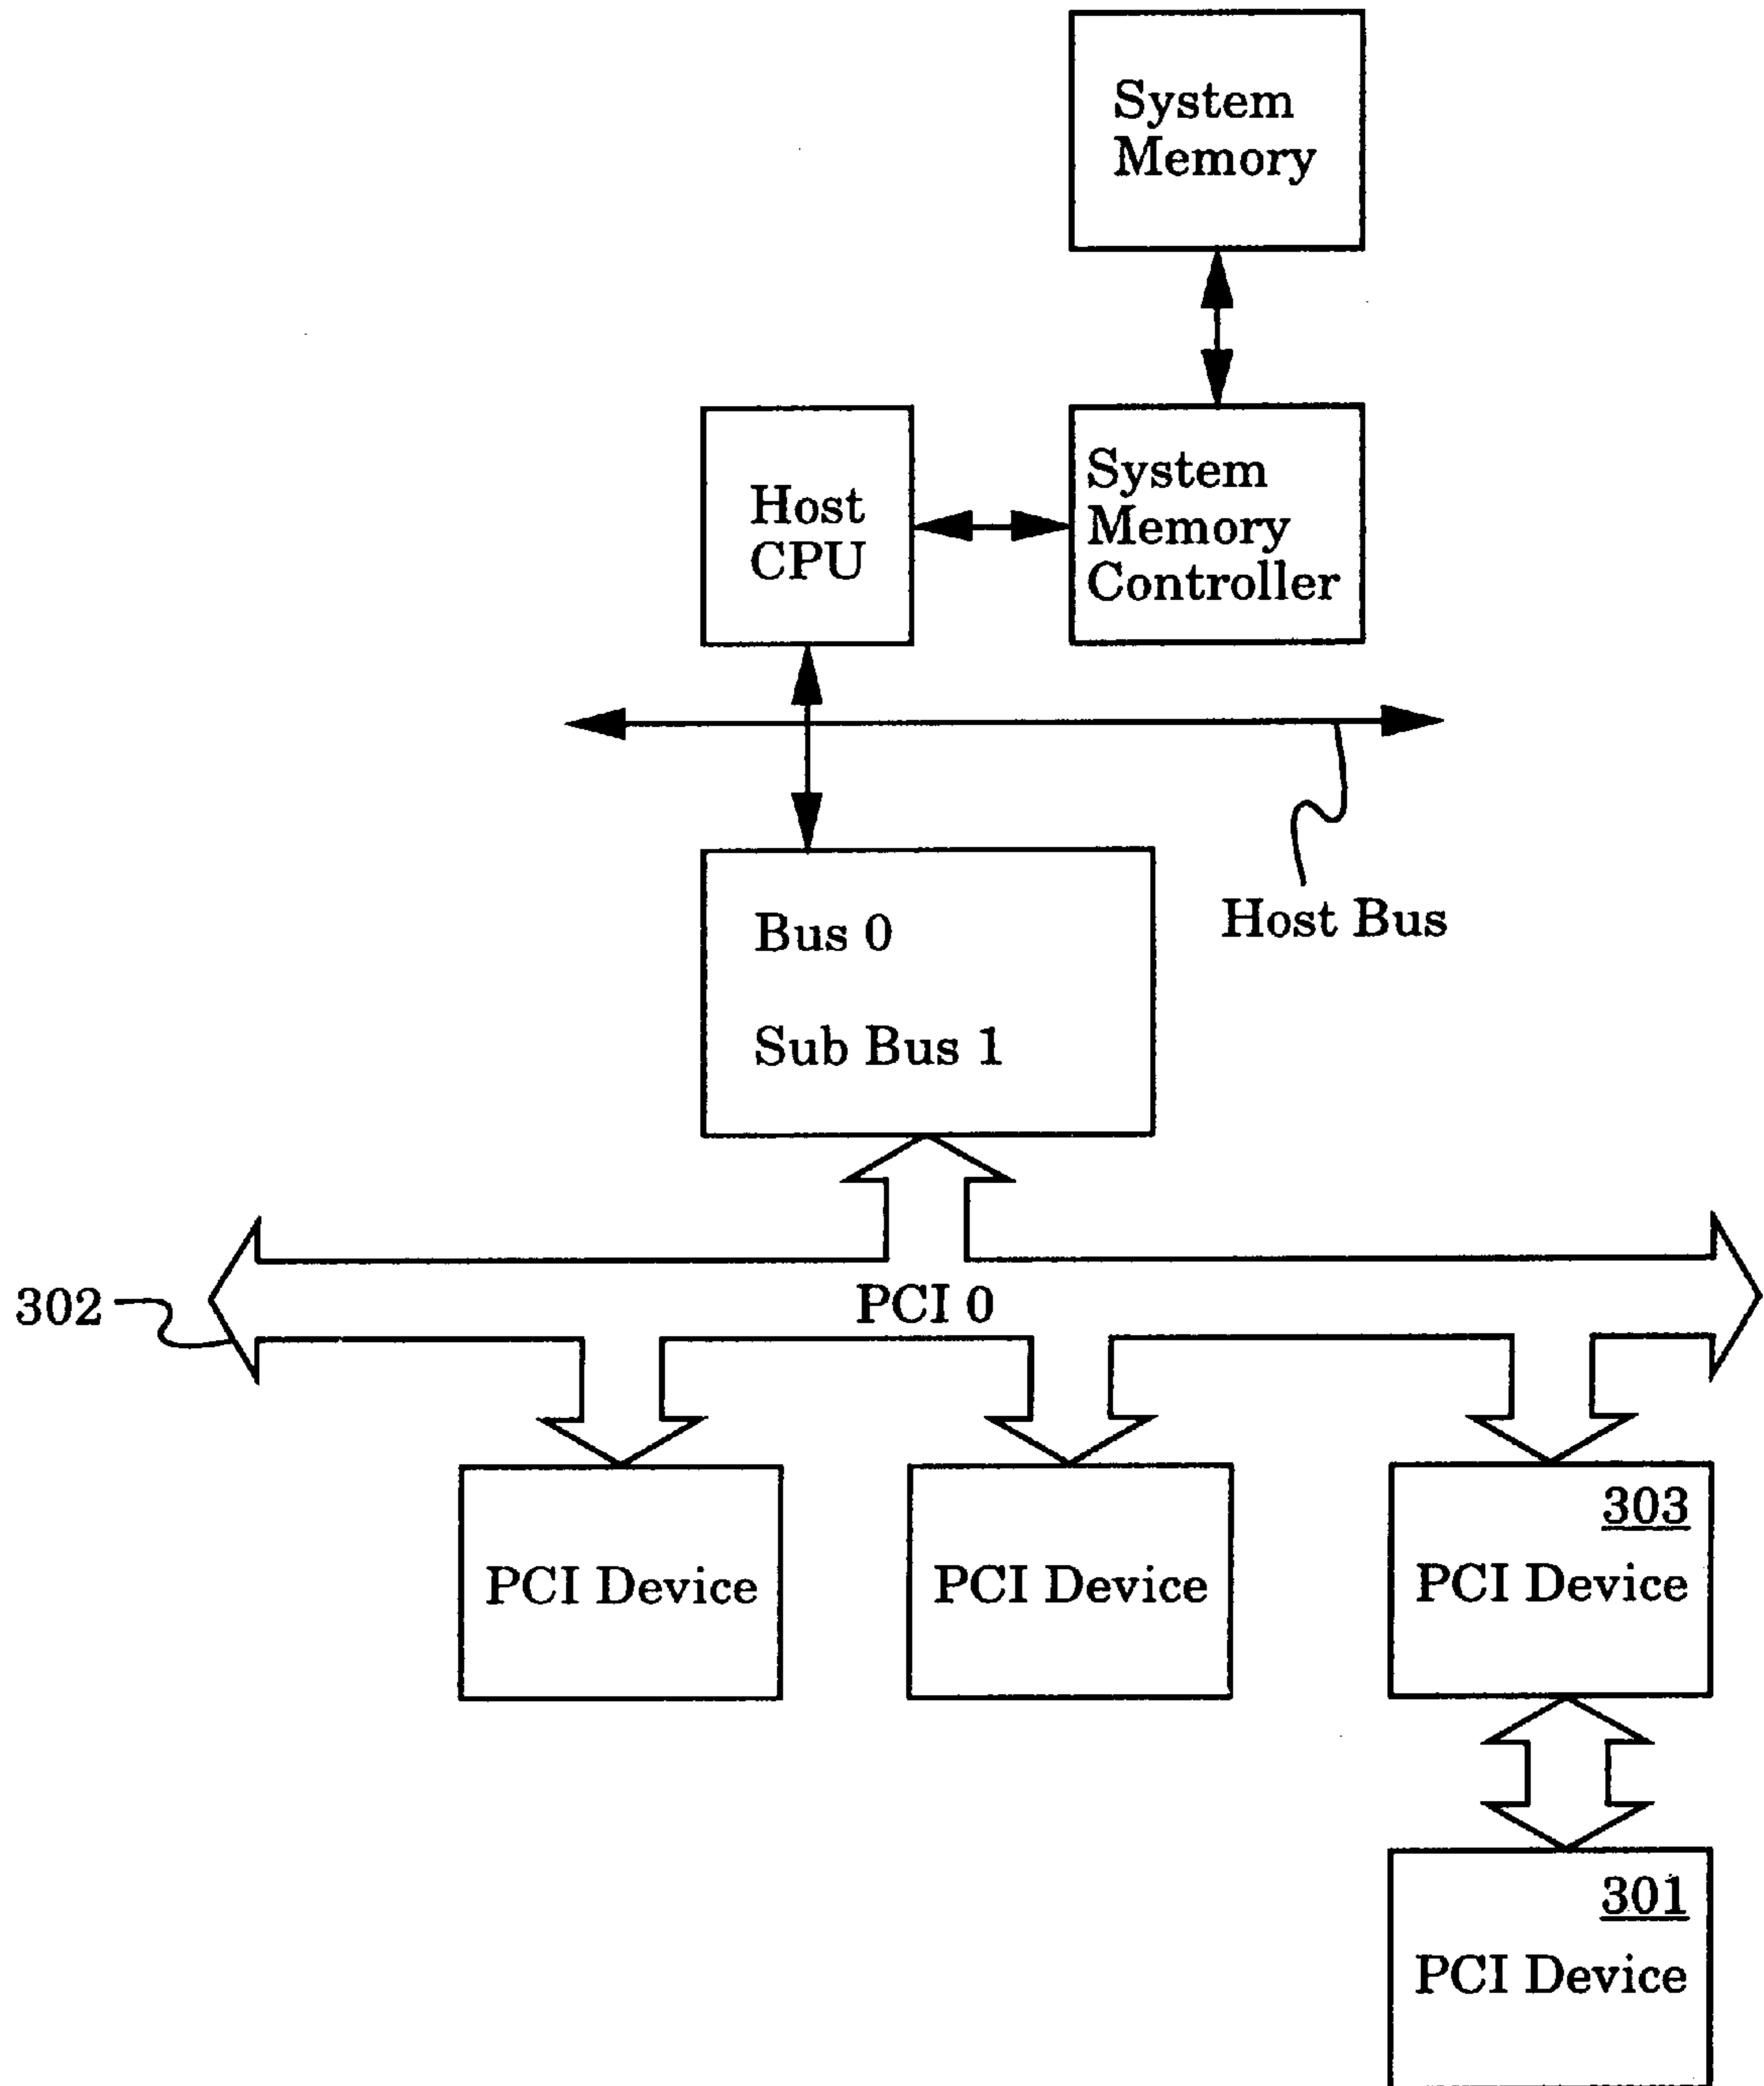 System
Memory
Host
CPU
System
Memory
Controller
Host Bus
Bus 0
Sub Bus 1
302
PCI 0
PCI Device
PCI Device
303
PCI Device
301
PCI Device